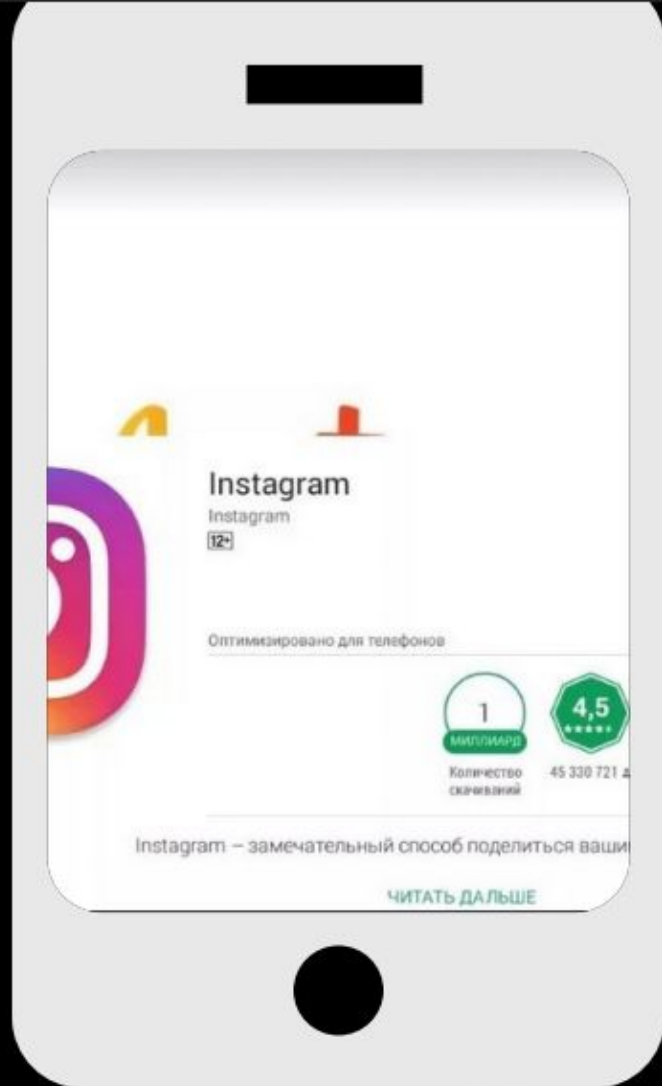 Instagram
Instagram
12+
Оптимизировано для телефонов
1
МИЛЛИАРД
4,5
Количество
скачиваний
45 330 721
Instagram – замечательный способ поделиться
ЧИТАТЬ ДАЛЬШЕ